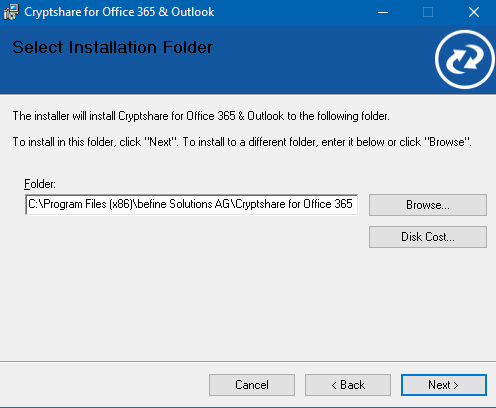 Cryptshare for Office 365 & Outlook
Select Installation Folder
The installer will install Cryptshare for Office 365 & Outlook to the following folder.
To install in this folder, click "Next". To install to a different folder, enter it below or click "Browse".
Folder:
C:\Program Files (x86)\befine Solutions AG\Cryptshare for Office 365
Browse...
Disk Cost...
Cancel
< Back
Next >